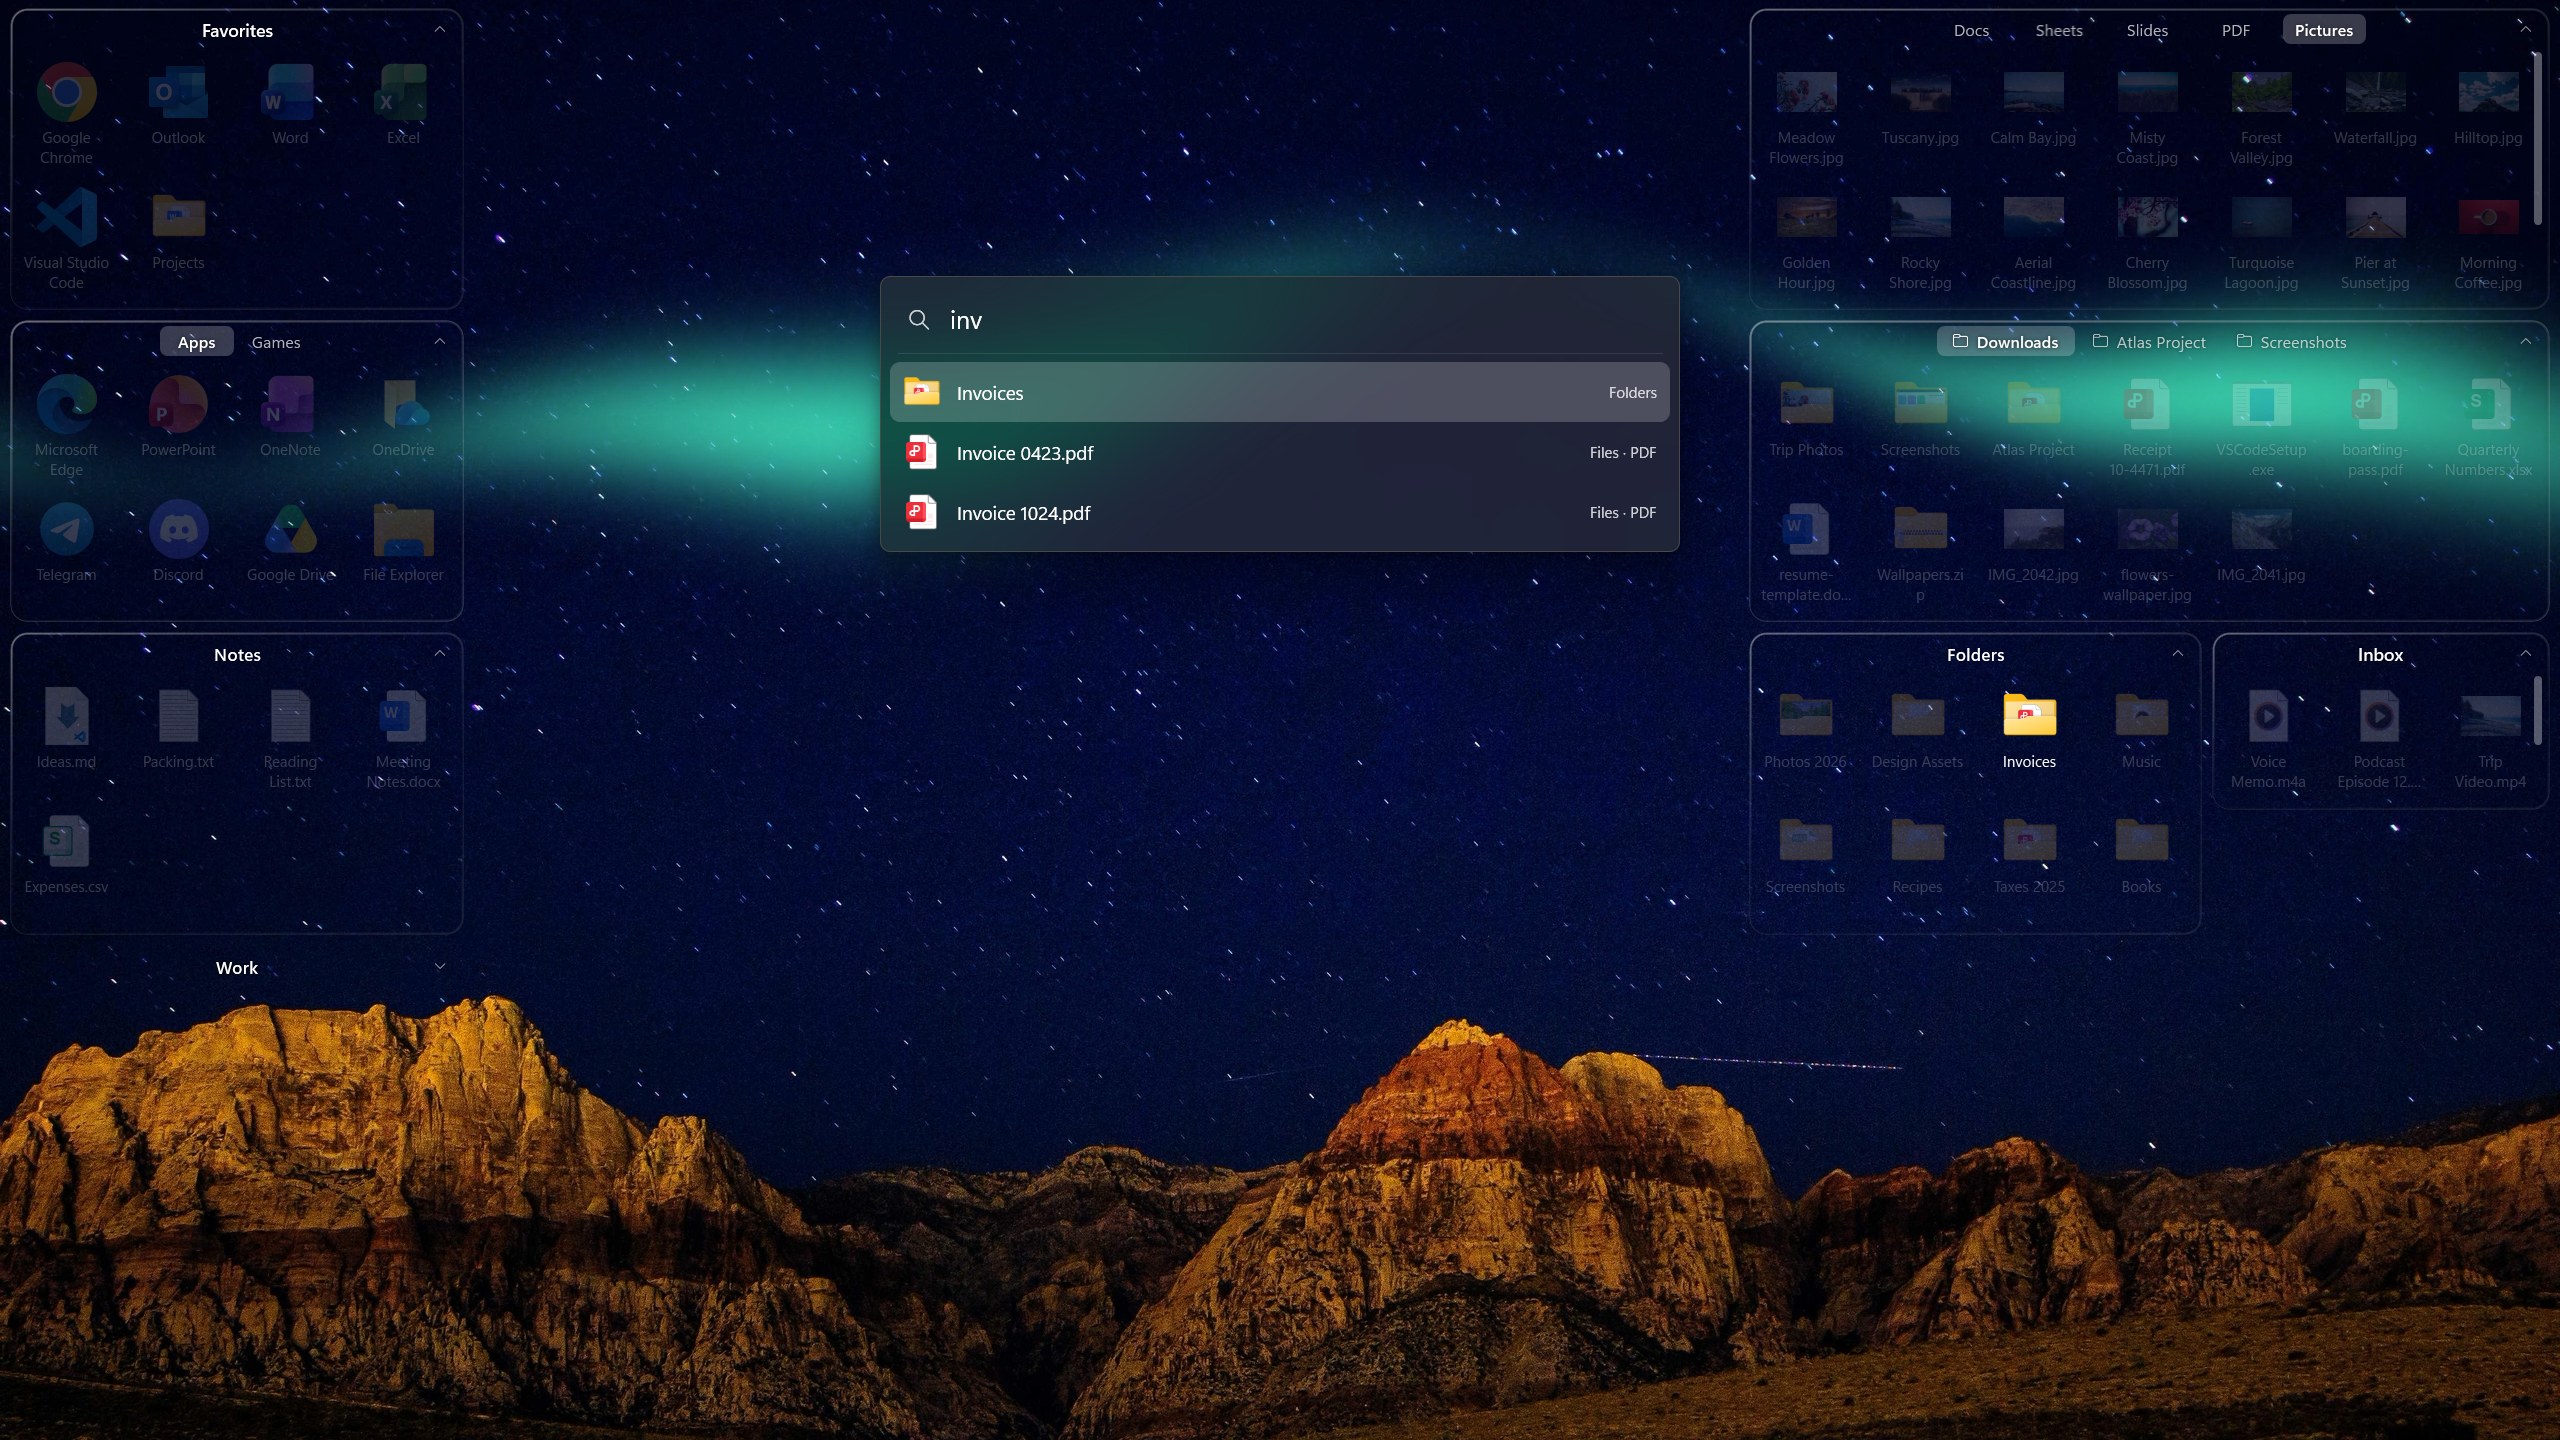 Favorites
Google Chrome
Outlook
Word
Excel
Visual Studio Code
Projects
Apps
Games
Microsoft Edge
PowerPoint
OneNote
OneDrive
Telegram
Discord
Google Drive
File Explorer
Notes
Ideas.md
Packing.txt
Reading List.txt
Meeting Notes.docx
Expenses.csv
Work
inv
Invoices
Folders
Invoice 0423.pdf
Files · PDF
Invoice 1024.pdf
Files · PDF
Docs
Sheets
Slides
PDF
Pictures
Meadow Flowers.jpg
Tuscany.jpg
Calm Bay.jpg
Misty Coast.jpg
Forest Valley.jpg
Waterfall.jpg
Hilltop.jpg
Golden Hour.jpg
Rocky Shore.jpg
Aerial Coastline.jpg
Cherry Blossom.jpg
Turquoise Lagoon.jpg
Pier at Sunset.jpg
Morning Coffee.jpg
Downloads
Atlas Project
Screenshots
Trip Photos
Screenshots
Atlas Project
Receipt 10-4471.pdf
VSCodeSetup.exe
boarding-pass.pdf
Quarterly Numbers.xlsx
resume-template.do...
Wallpapers.zip
IMG_2042.jpg
flowers-wallpaper.jpg
IMG_2041.jpg
Folders
Photos 2026
Design Assets
Invoices
Music
Screenshots
Recipes
Taxes 2025
Books
Inbox
Voice Memo.m4a
Podcast Episode 12....
Trip Video.mp4